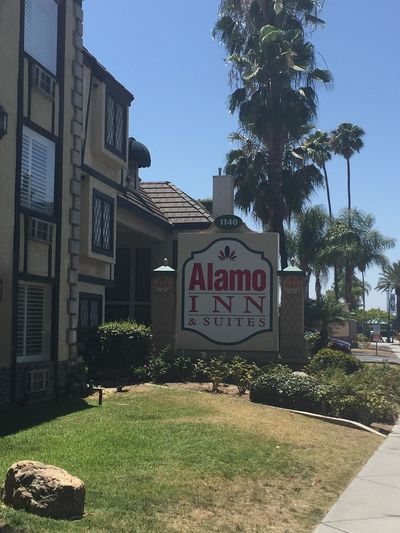 1140
Alamo
INN
& SUITES